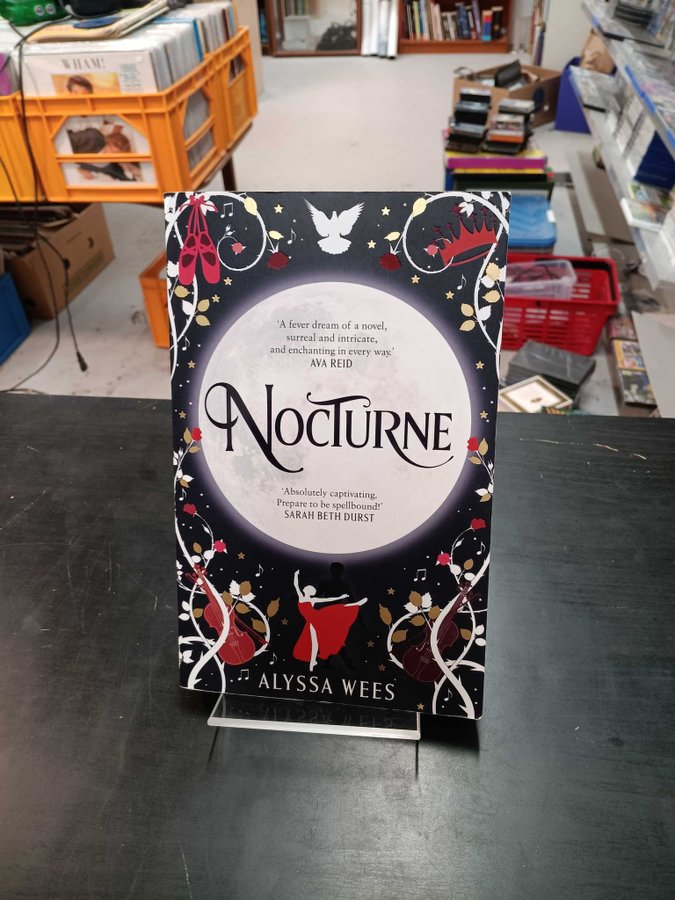 WHAM!
'A fever dream of a novel,
surreal and intricate,
and enchanting in every way.'
AVA REID
NOCTURNE
'Absolutely captivating.
Prepare to be spellbound!'
SARAH BETH DURST
ALYSSA WEES